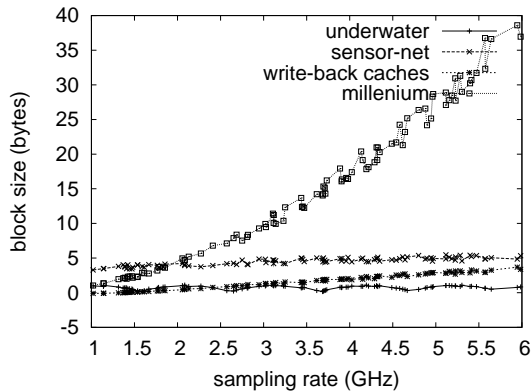 40
35
30
25
20
15
10
5
0
-5
block size (bytes)
underwater
sensor-net
write-back caches
millenium
1 1.5 2 2.5 3 3.5 4 4.5 5 5.5 6
sampling rate (GHz)